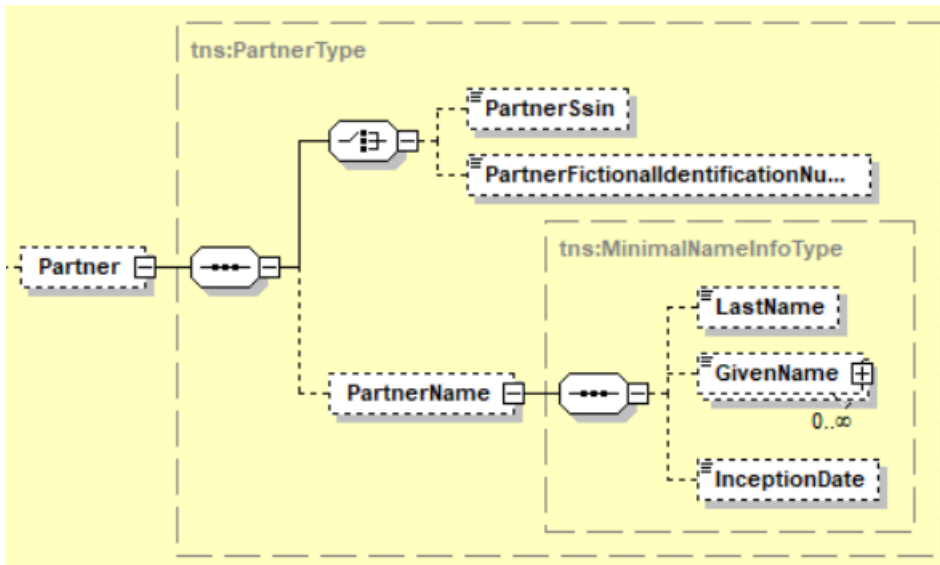 tns:PartnerType
PartnerSsin
PartnerFictionalIdentificationNu...
tns:MinimalNameInfoType
Partner
LastName
GivenName
PartnerName
0..∞
InceptionDate